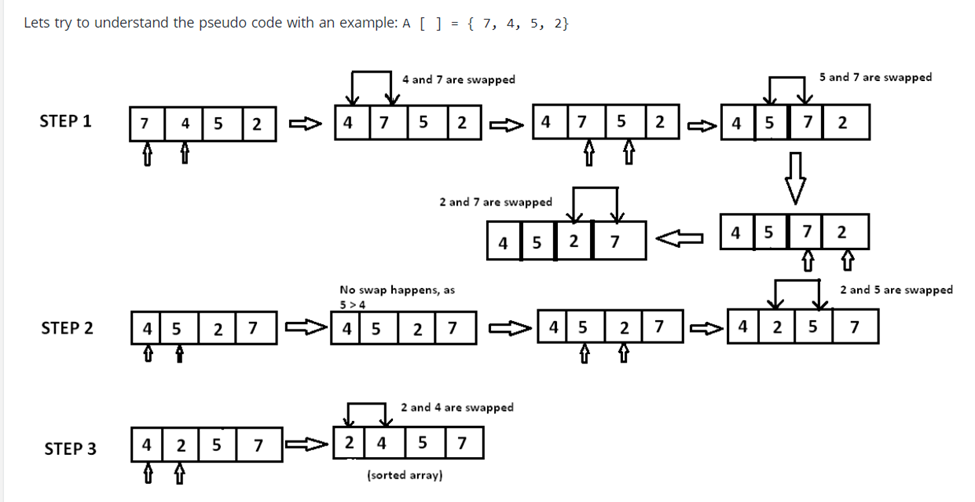 Lets try to understand the pseudo code with an example: A [ ] = { 7, 4, 5, 2}
4 and 7 are swapped
5 and 7 are swapped
STEP 1
7 4 5 2
4 7 5 2
4 7 5 2
4 5 7 2
2 and 7 are swapped
4 5 2 7
4 5 7 2
No swap happens, as
5 > 4
2 and 5 are swapped
STEP 2
4 5 2 7
4 5 2 7
4 5 2 7
4 2 5 7
2 and 4 are swapped
STEP 3
4 2 5 7
2 4 5 7
(sorted array)